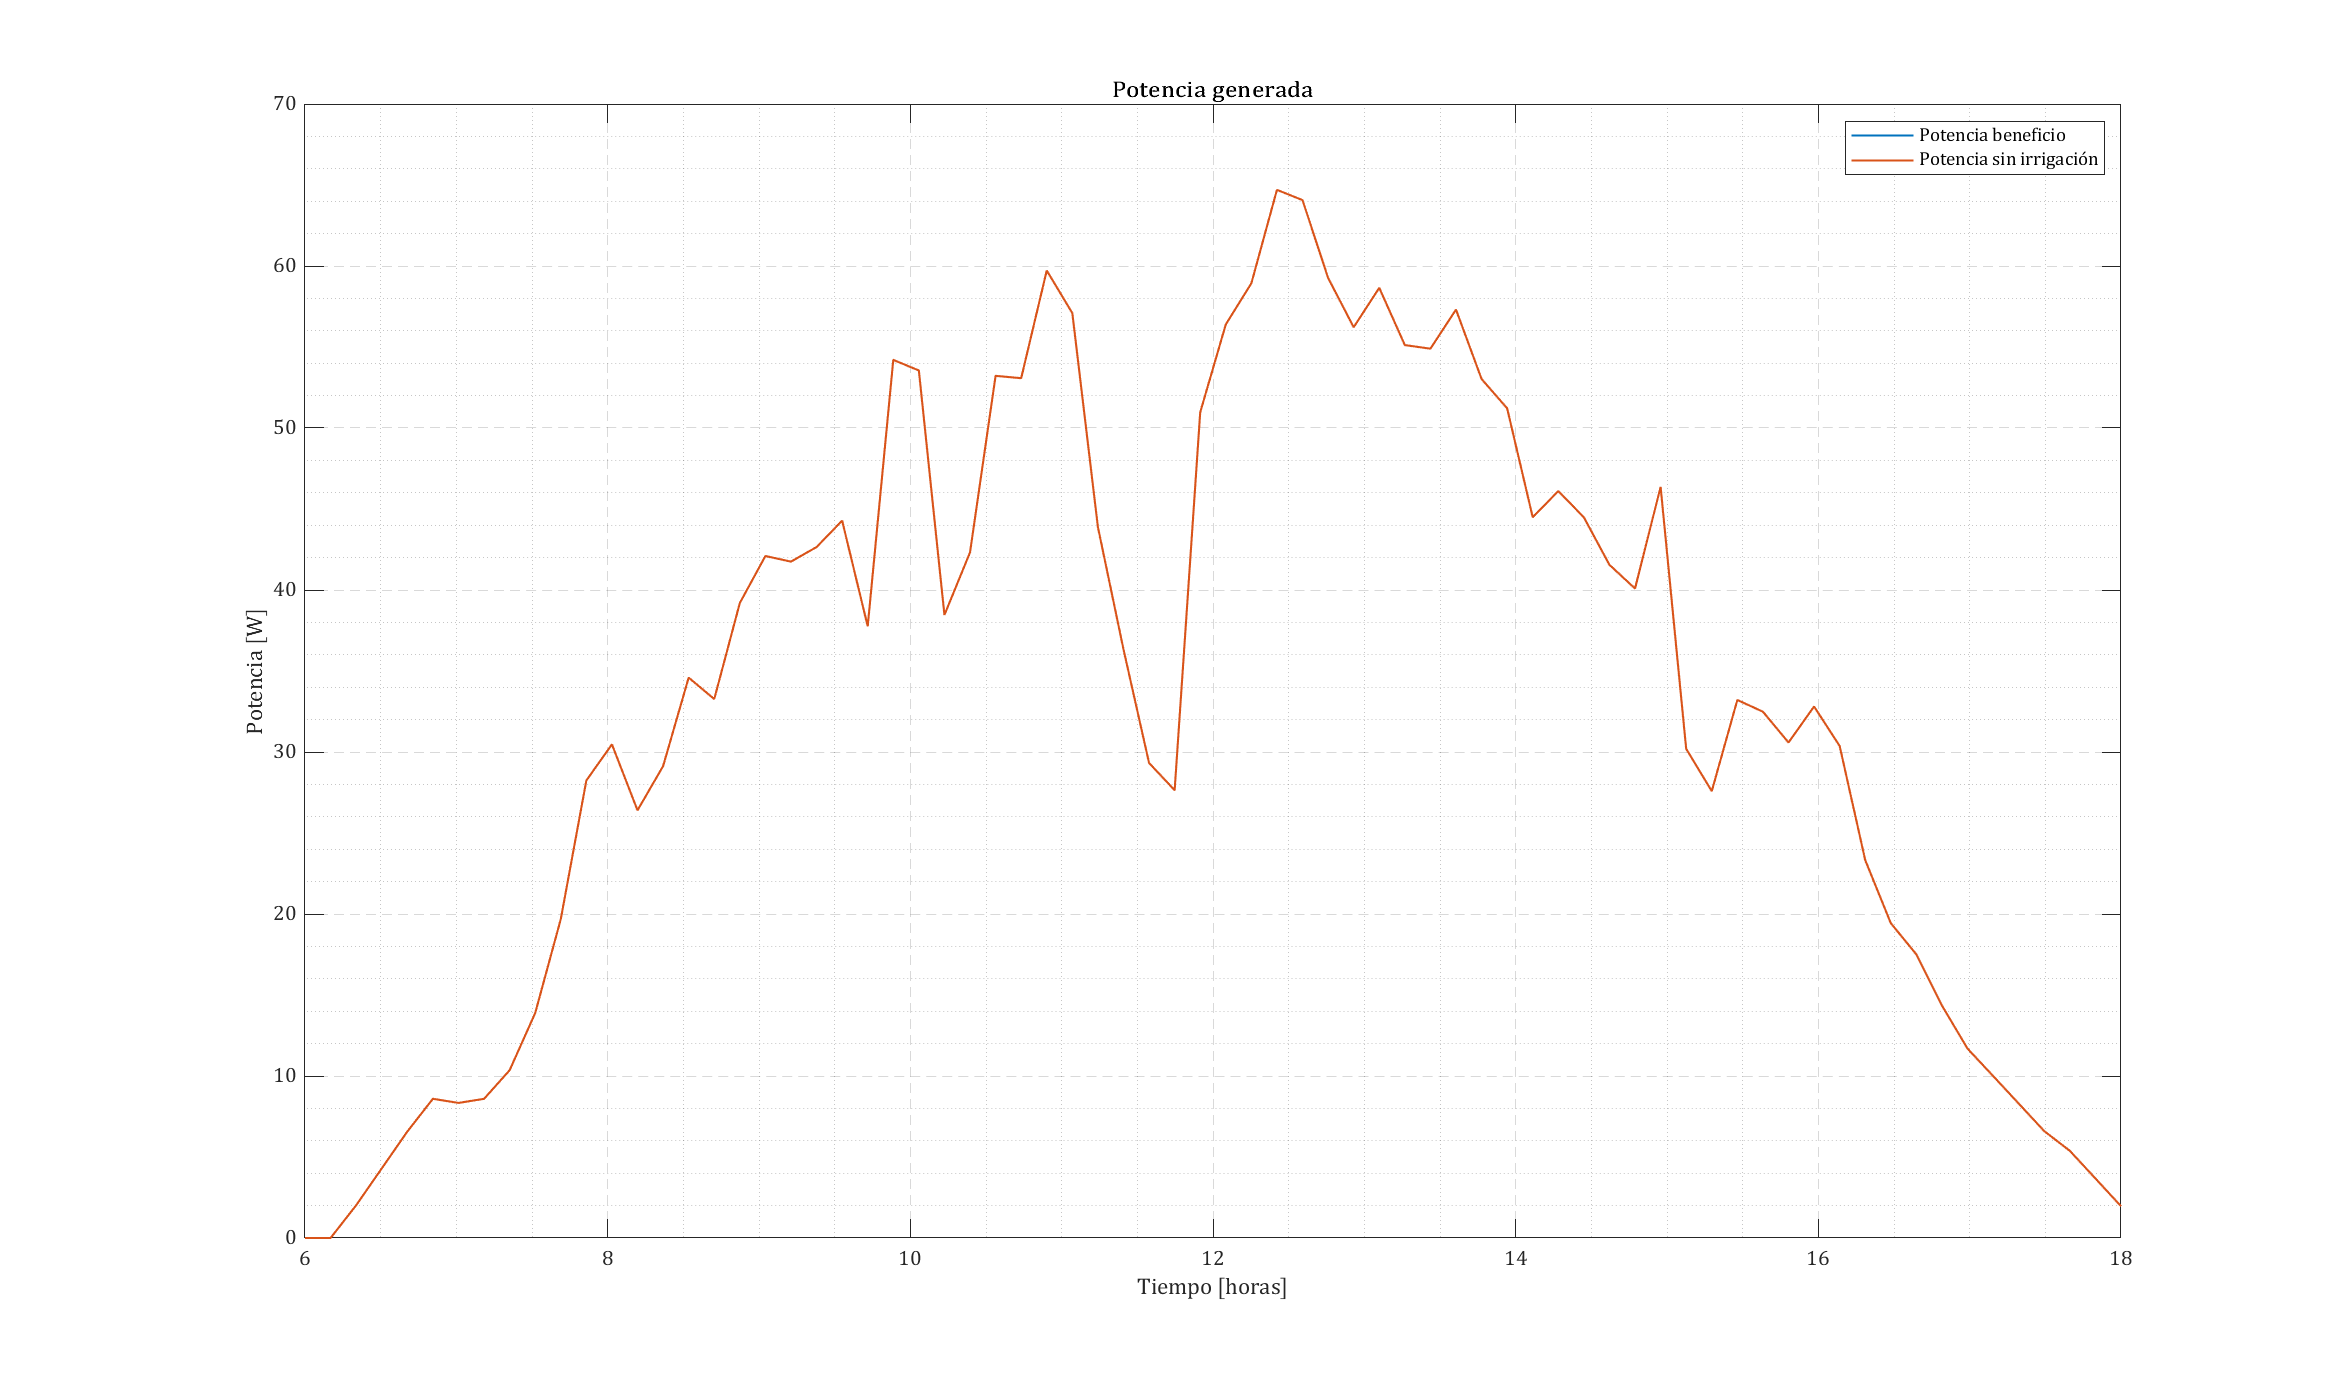 Potencia generada
Potencia beneficio
Potencia sin irrigación
70
60
50
40
30
20
10
0
Potencia [W]
6 8 10 12 14 16 18
Tiempo [horas]